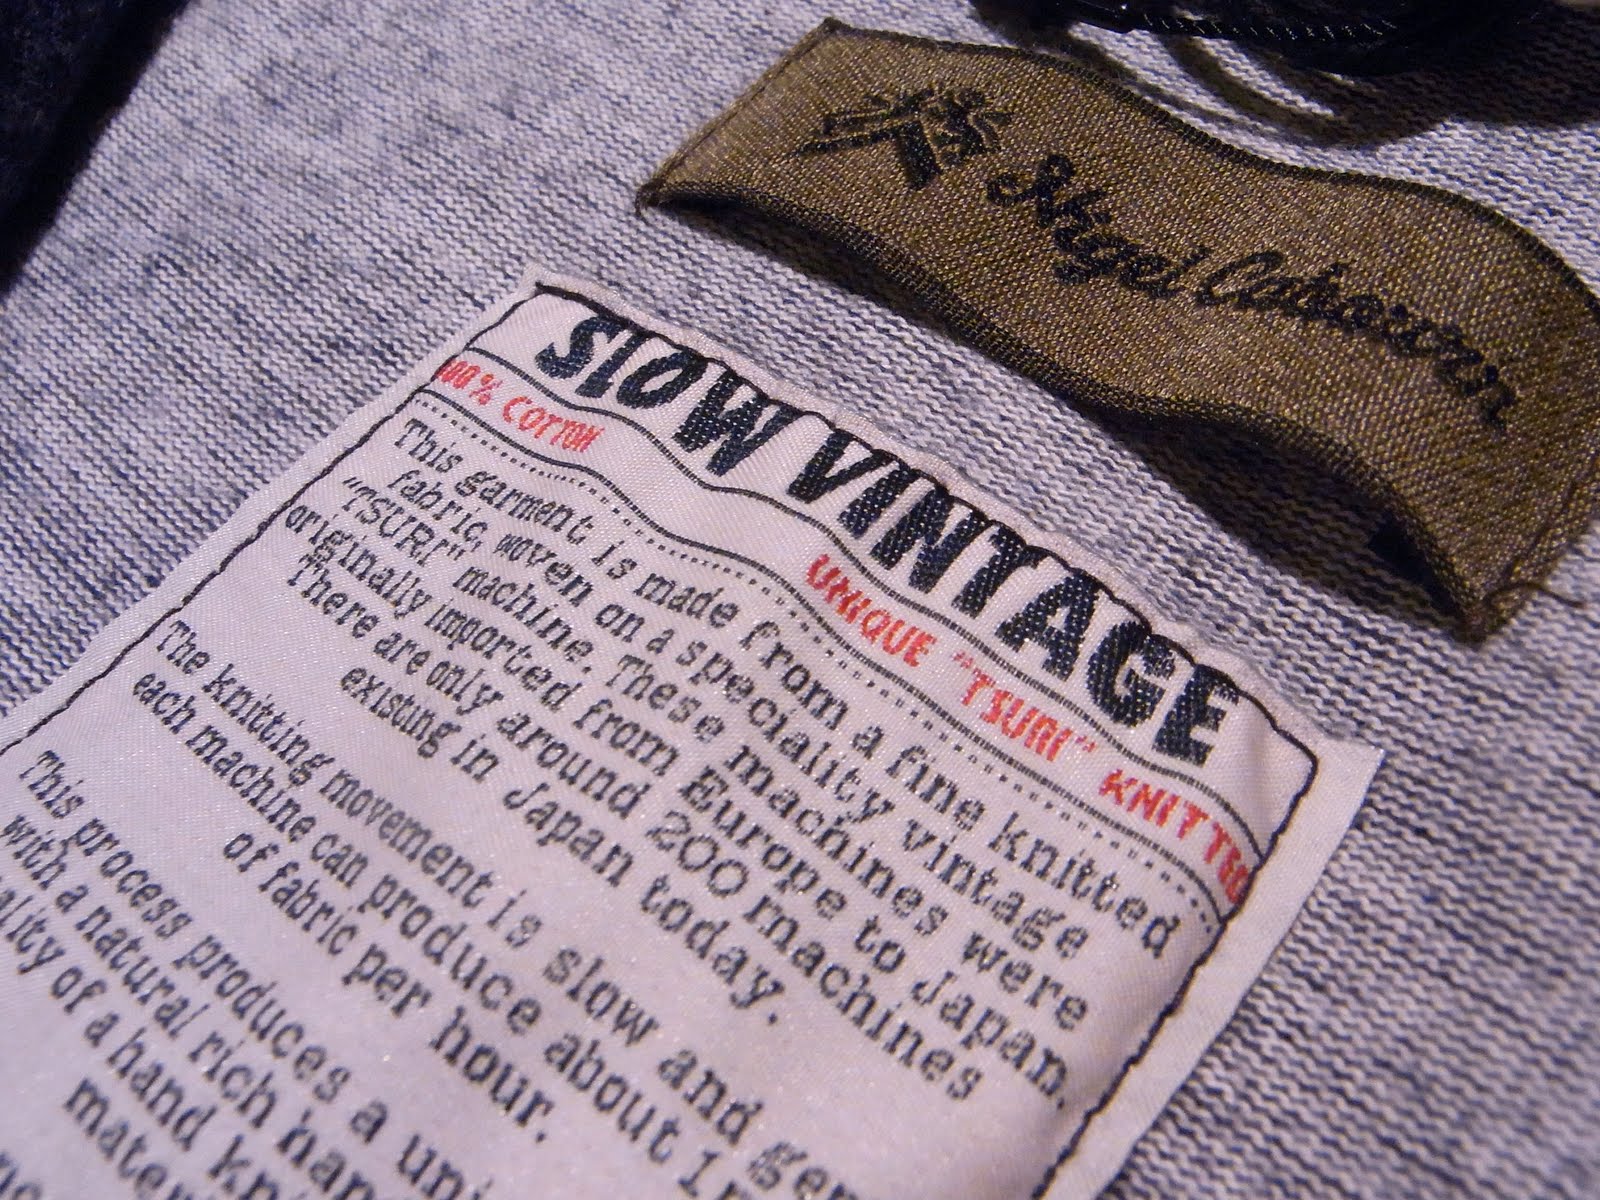 Nigel Cabourn
SLOW VINTAGE
100% COTTON UNIQUE "TSURI" KNITTED
This garment is made from a fine knitted
fabric, woven on a speciality vintage
"TSURI" machine. These machines were
originally imported from Europe to Japan.
There are only around 200 machines
existing in Japan today.
The knitting movement is slow and
each machine can produce about 1
of fabric per hour.
This process produces a
with a natural rich
of a hand